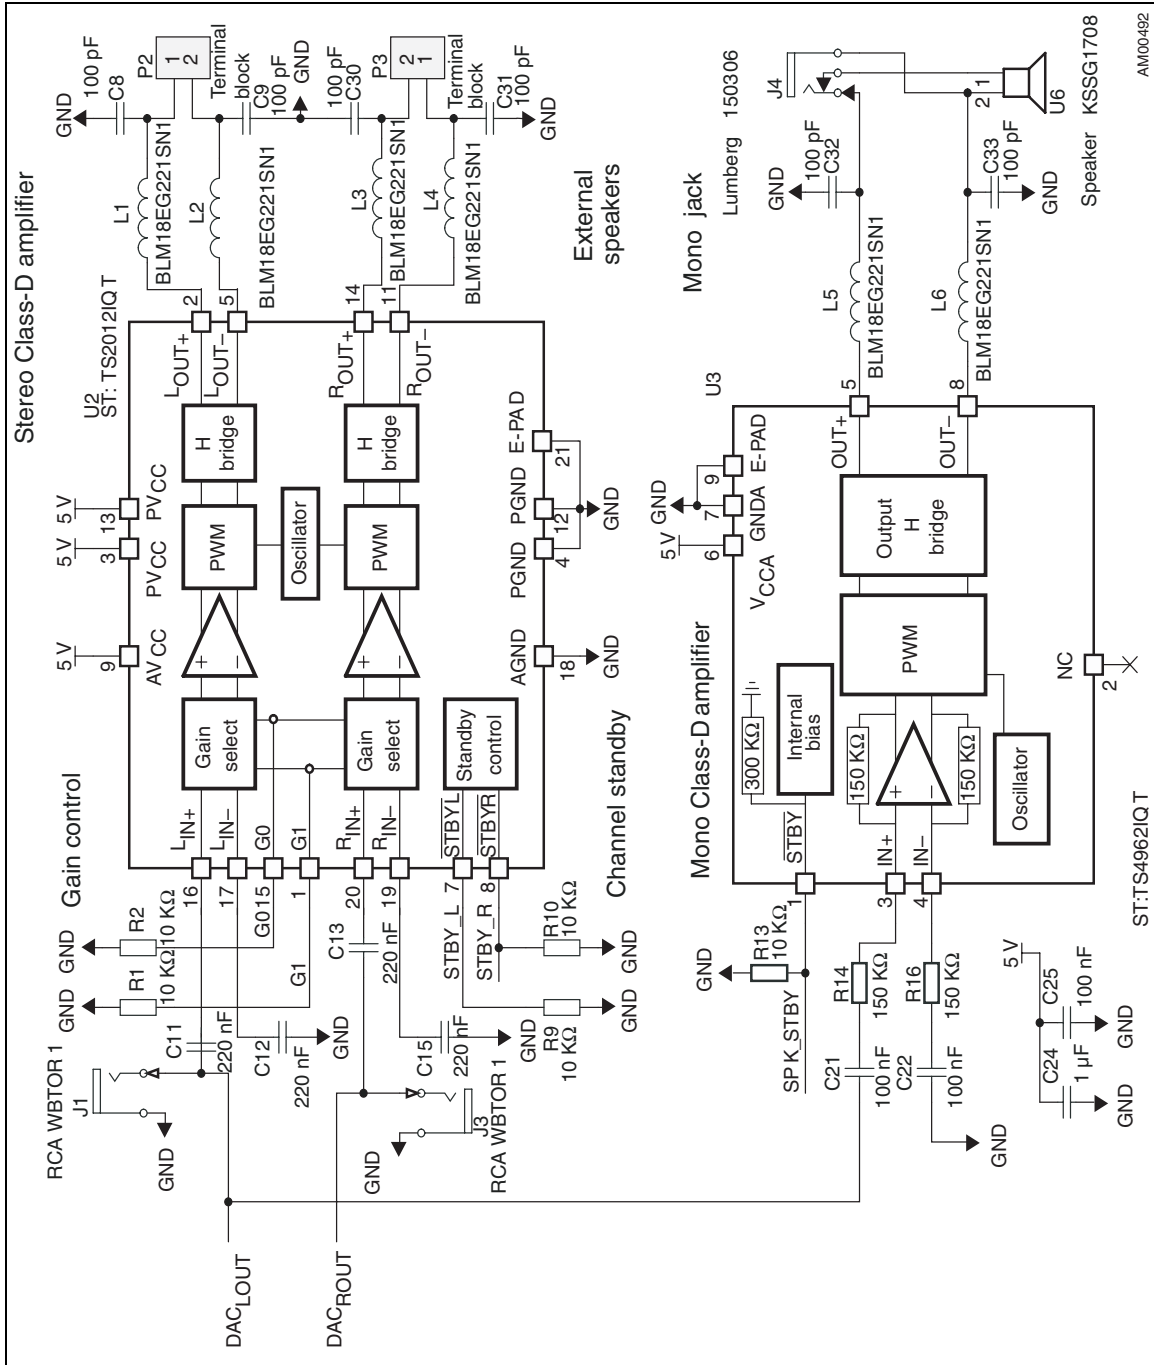 Stereo Class-D amplifier
Gain control
U2
ST: TS2012IQT
5 V
9
AVCC
5 V
3
PVCC
5 V
13
PVCC
GND
GND
R1
10 KΩ
R2
10 KΩ
RCA WBTOR 1
J1
GND
C11
220 nF
C12
220 nF
GND
16
LIN+
17
LIN−
G0
15
G0
G1
1
G1
C13
220 nF
20
RIN+
19
RIN−
C15
220 nF
GND
STBY_L
7
STBYL
STBY_R
8
STBYR
R9
10 KΩ
R10
10 KΩ
GND
GND
Gain select
Gain select
Standby control
+
−
+
−
PWM
Oscillator
PWM
H bridge
H bridge
LOUT+
2
LOUT−
5
ROUT+
14
ROUT−
11
AGND
18
GND
PGND
4
PGND
12
E-PAD
21
GND
L1
BLM18EG221SN1
L2
BLM18EG221SN1
L3
BLM18EG221SN1
L4
BLM18EG221SN1
GND
100 pF
C8
P2
1
2
Terminal block
C9
100 pF
GND
100 pF
C30
P3
2
1
Terminal block
C31
100 pF
GND
External speakers
Channel standby
DACLOUT
DACROUT
GND
J3
RCA WBTOR 1
Mono Class-D amplifier
Mono jack
U3
GND
R13
10 KΩ
SPK_STBY
1
STBY
300 KΩ
Internal bias
5 V
6
VCCA
GND
7
GNDA
9
E-PAD
C21
100 nF
R14
150 KΩ
3
IN+
C22
100 nF
R16
150 KΩ
4
IN−
GND
150 KΩ
+
−
150 KΩ
PWM
Output H bridge
Oscillator
NC
2
OUT+
5
OUT−
8
L5
BLM18EG221SN1
L6
BLM18EG221SN1
GND
100 pF
C32
C33
100 pF
GND
Lumberg 150306
J4
1
2
U6
Speaker KSSG1708
5 V
C24
1 µF
GND
C25
100 nF
GND
ST:TS4962IQT
AM00492